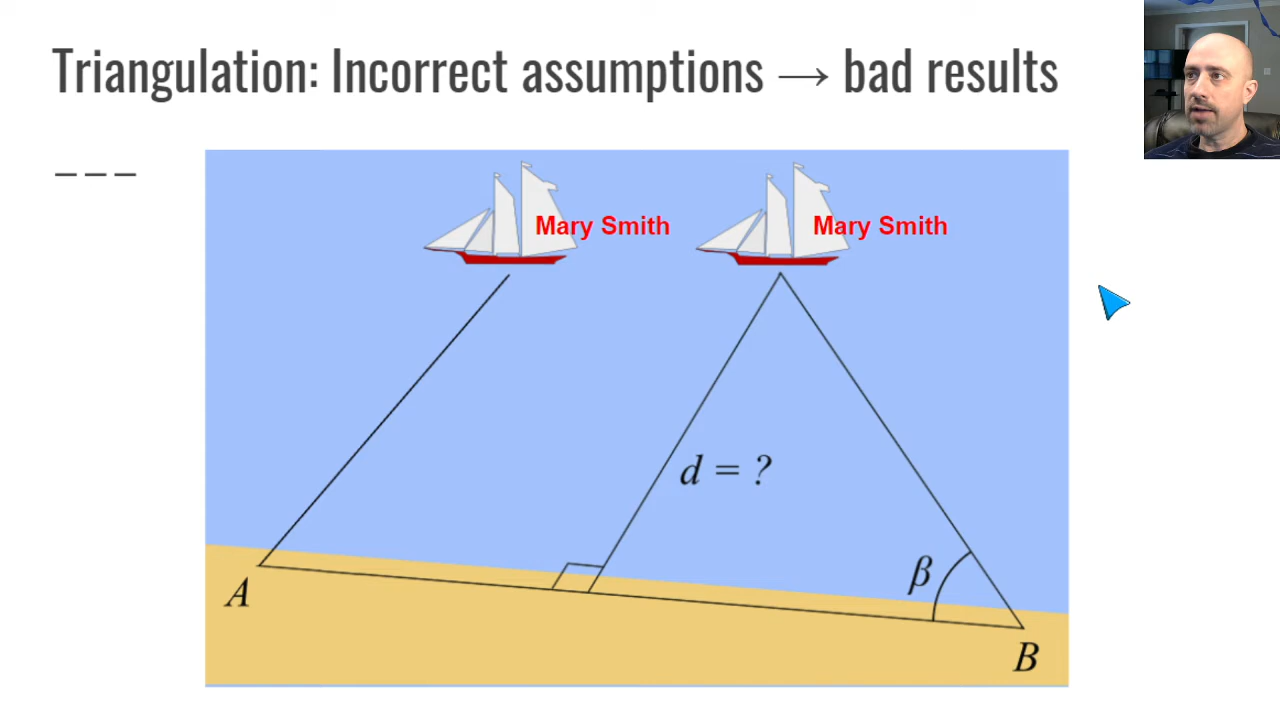 Triangulation: Incorrect assumptions → bad results
Mary Smith
Mary Smith
d = ?
β
A
B